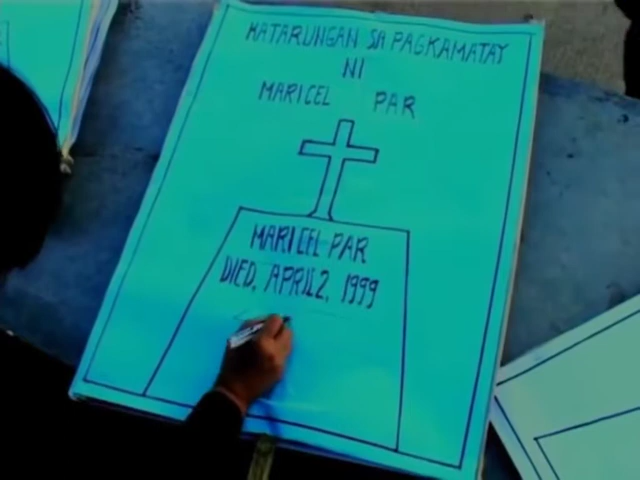 KATARUNGAN SA PAGKAMATAY
NI
MARICEL PAR
MARICEL PAR
DIED, APRIL 2, 1999